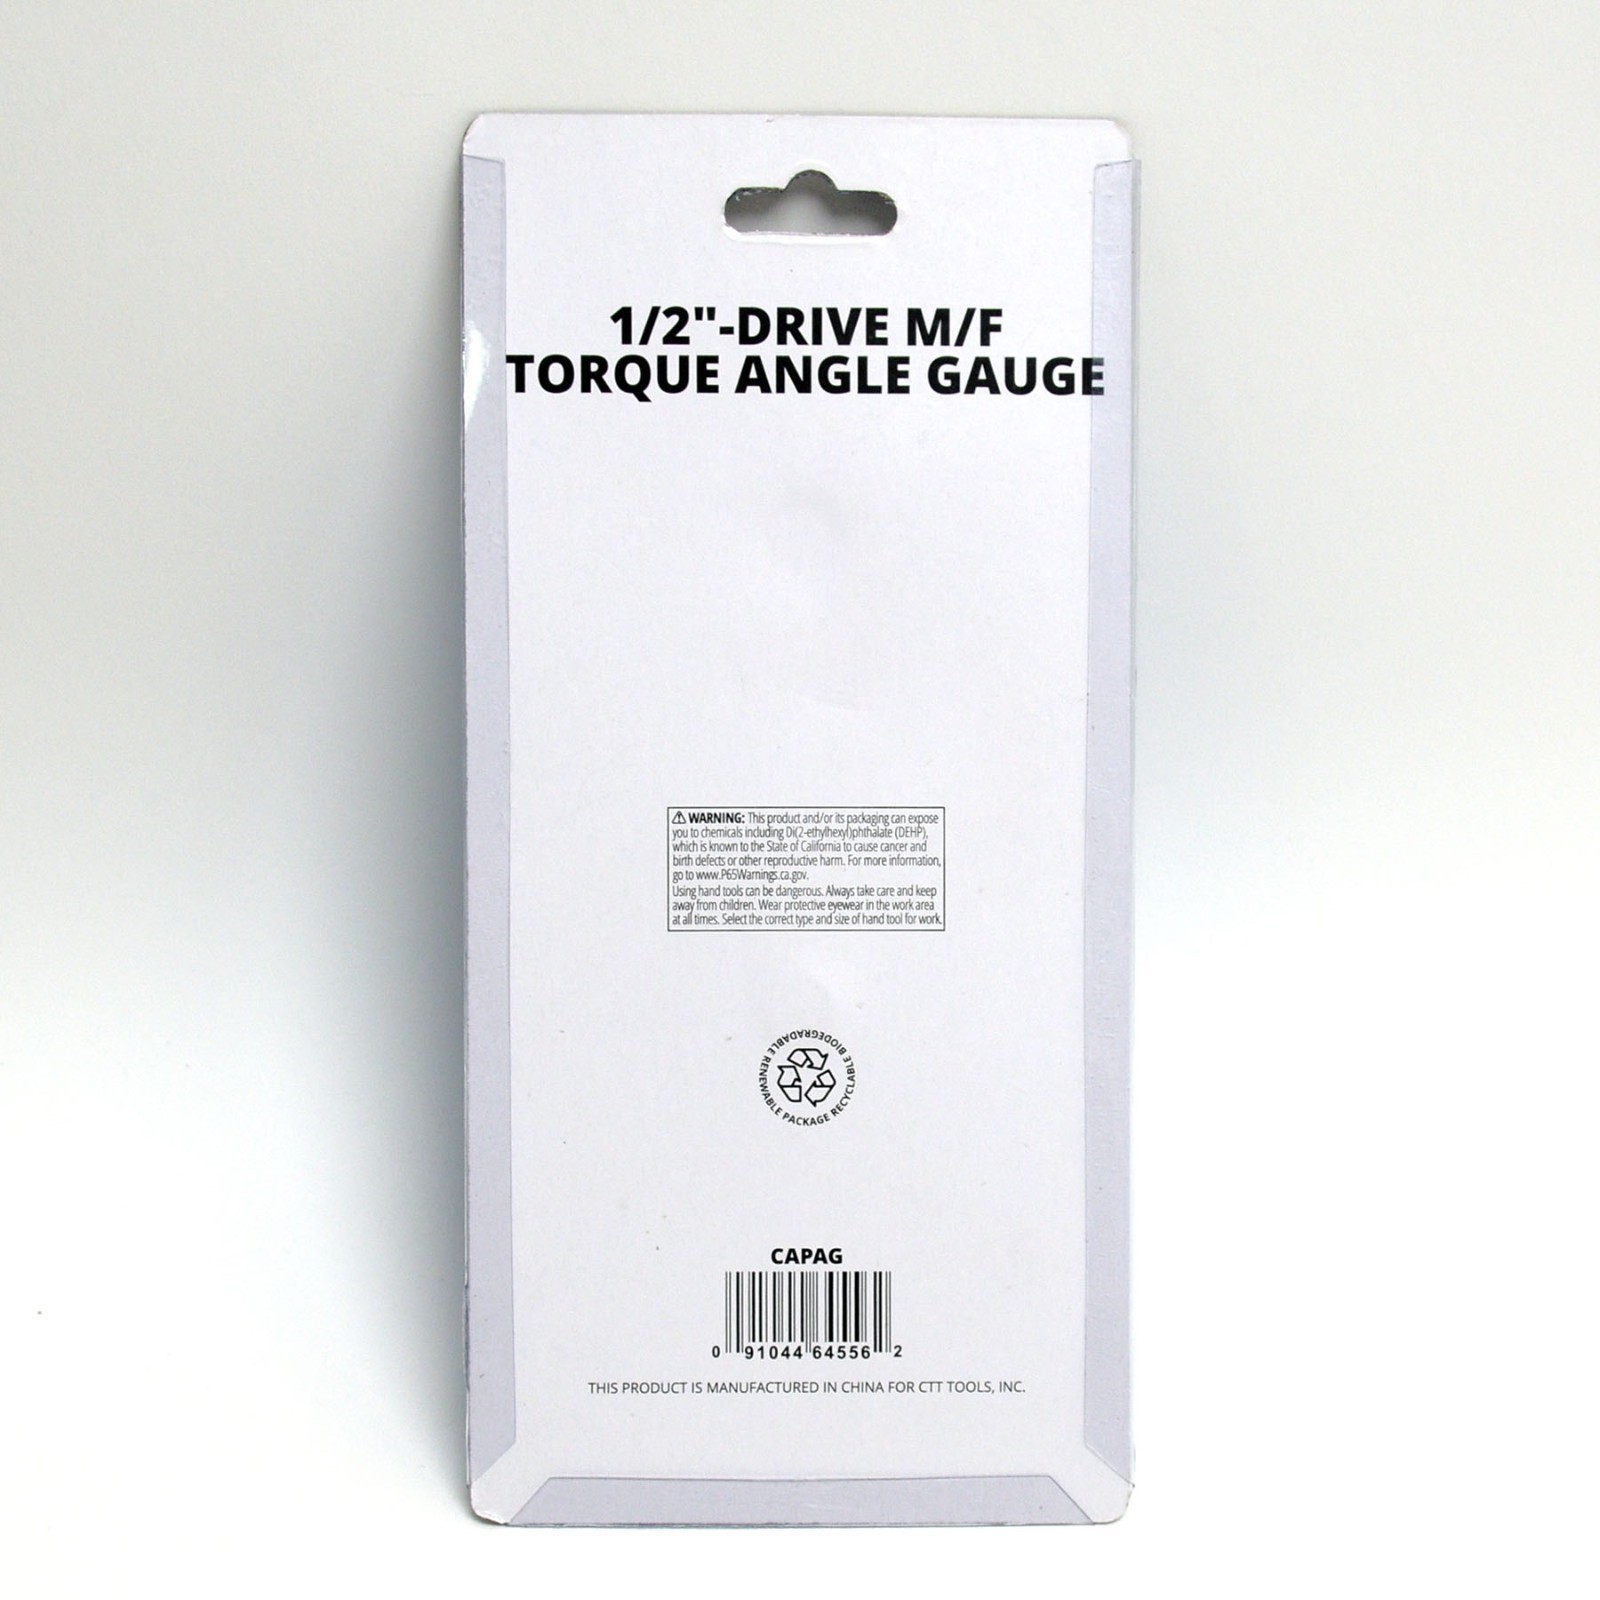 1/2"-DRIVE M/F
TORQUE ANGLE GAUGE
⚠ WARNING: This product and/or its packaging can expose
you to chemicals including Di(2-ethylhexyl)phthalate (DEHP),
which is known to the State of California to cause cancer and
birth defects or other reproductive harm. For more information,
go to www.P65Warnings.ca.gov.
Using hand tools can be dangerous. Always take care and keep
away from children. Wear protective eyewear in the work area
at all times. Select the correct type and size of hand tool for work.
RENEWABLE PACKAGE RECYCLABLE BIODEGRADABLE
CAPAG
0 91044 64556 2
THIS PRODUCT IS MANUFACTURED IN CHINA FOR CTT TOOLS, INC.